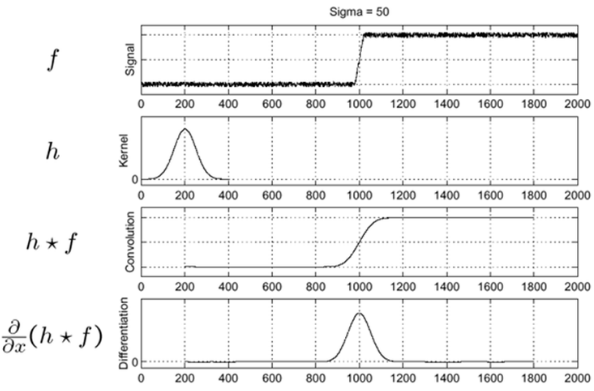 Sigma = 50
f
Signal
0 200 400 600 800 1000 1200 1400 1600 1800 2000
h
Kernel
0
0 200 400 600 800 1000 1200 1400 1600 1800 2000
h ⋆ f
Convolution
0 200 400 600 800 1000 1200 1400 1600 1800 2000
∂/∂x (h ⋆ f)
Differentiation
0
0 200 400 600 800 1000 1200 1400 1600 1800 2000